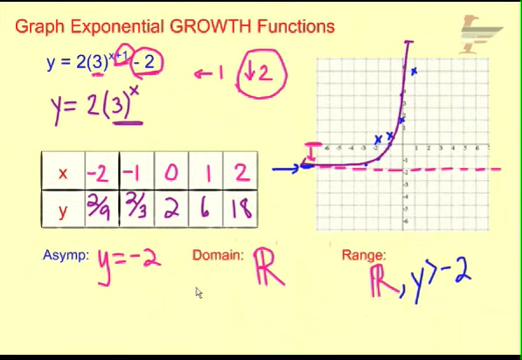 Graph Exponential GROWTH Functions
y = 2(3)^(x+1) - 2
← 1 ↓ 2
y = 2(3)^x
x -2 -1 0 1 2
y 2/9 2/3 2 6 18
Asymp: y = -2 Domain: ℝ Range: ℝ, y > -2